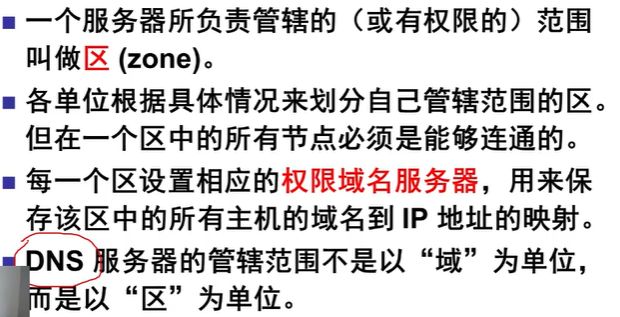 一个服务器所负责管辖的（或有权限的）范围
叫做区 (zone)。
各单位根据具体情况来划分自己管辖范围的区。
但在一个区中的所有节点必须是能够连通的。
每一个区设置相应的权限域名服务器，用来保
存该区中的所有主机的域名到 IP 地址的映射。
DNS 服务器的管辖范围不是以“域”为单位，
而是以“区”为单位。